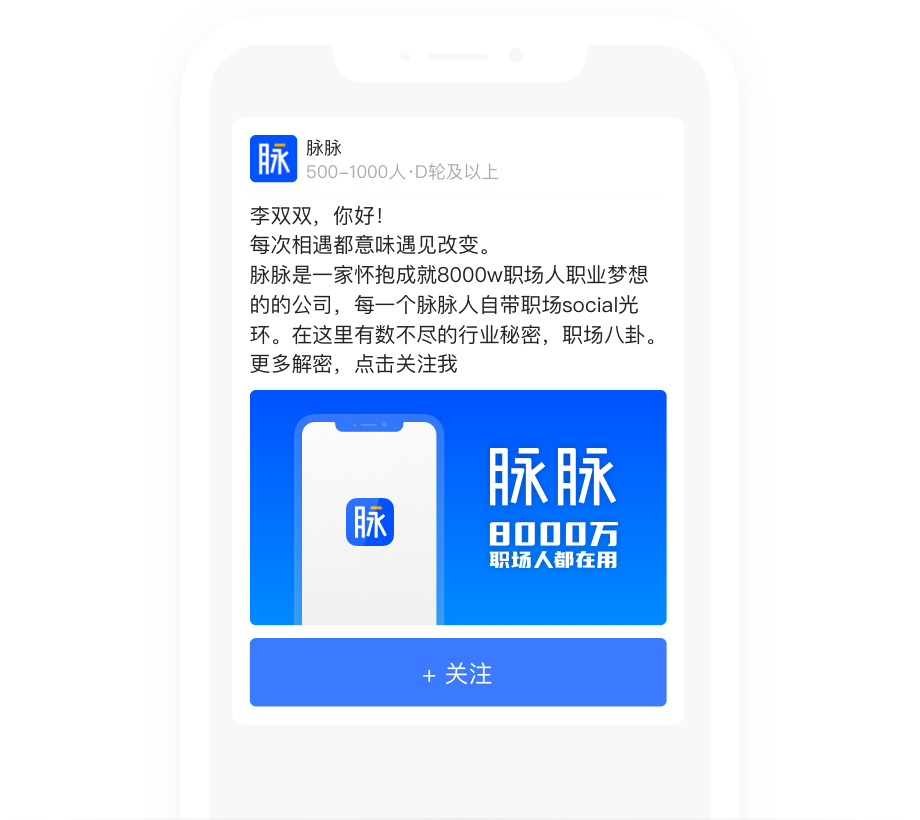 脉
脉脉
500-1000人·D轮及以上
李双双，你好！
每次相遇都意味遇见改变。
脉脉是一家怀抱成就8000w职场人职业梦想
的的公司，每一个脉脉人自带职场social光
环。在这里有数不尽的行业秘密，职场八卦。
更多解密，点击关注我
脉
脉脉
8000万
职场人都在用
+ 关注